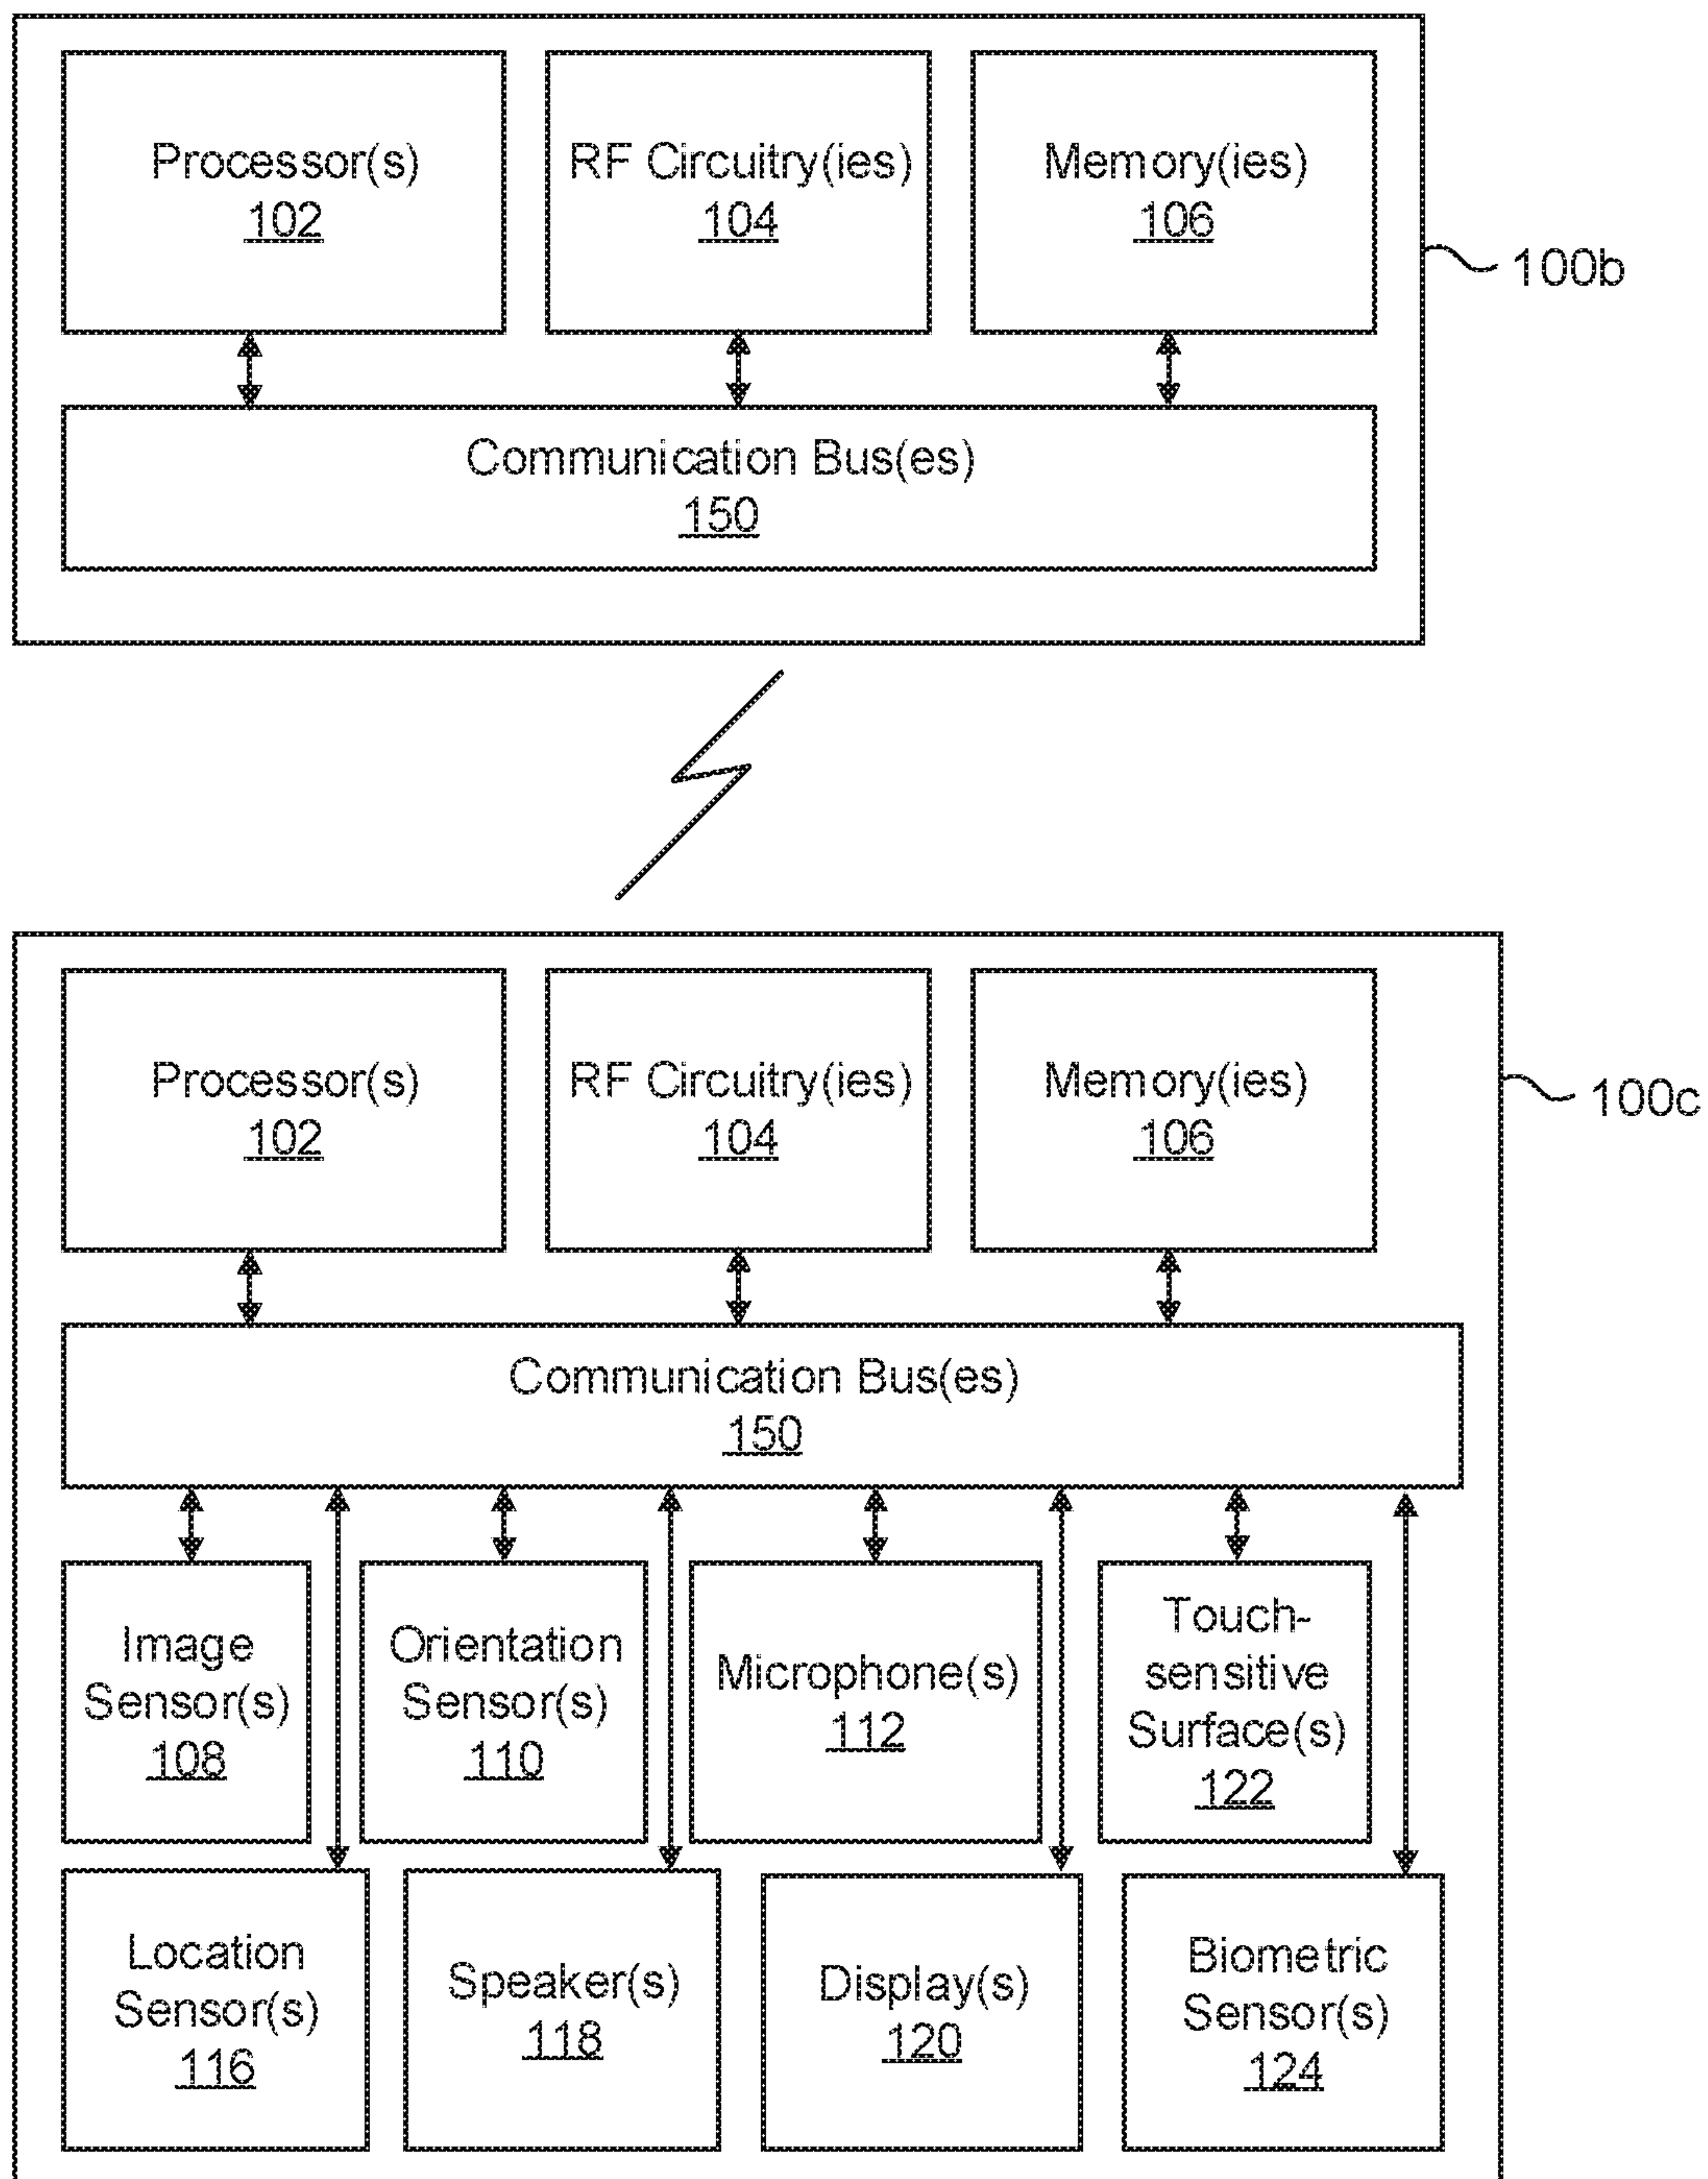 Processor(s)
102
RF Circuitry(ies)
104
Memory(ies)
106
100b
Communication Bus(es)
150
Processor(s)
102
RF Circuitry(ies)
104
Memory(ies)
106
100c
Communication Bus(es)
150
Image
Sensor(s)
108
Orientation
Sensor(s)
110
Microphone(s)
112
Touch-
sensitive
Surface(s)
122
Location
Sensor(s)
116
Speaker(s)
118
Display(s)
120
Biometric
Sensor(s)
124